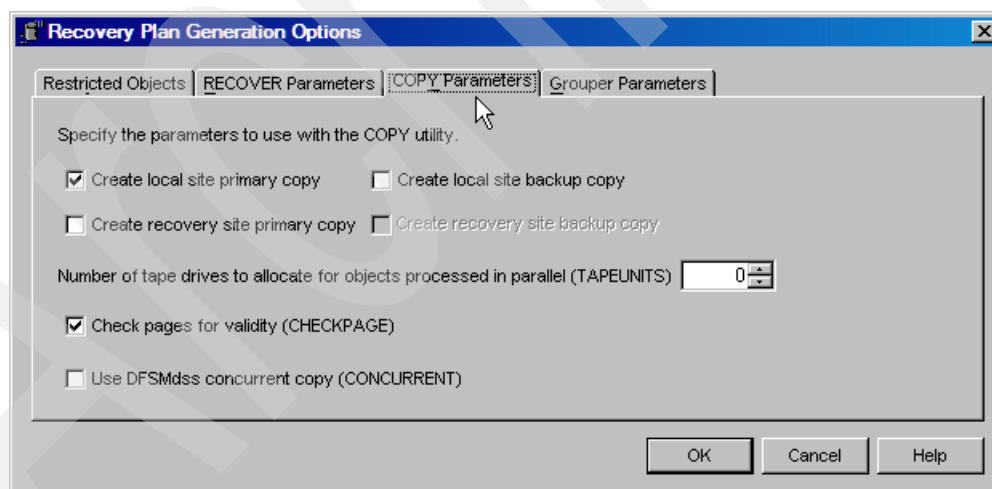 Recovery Plan Generation Options
Restricted Objects RECOVER Parameters COPY Parameters Grouper Parameters
Specify the parameters to use with the COPY utility.
Create local site primary copy Create local site backup copy
Create recovery site primary copy Create recovery site backup copy
Number of tape drives to allocate for objects processed in parallel (TAPEUNITS) 0
Check pages for validity (CHECKPAGE)
Use DFSMdss concurrent copy (CONCURRENT)
OK Cancel Help